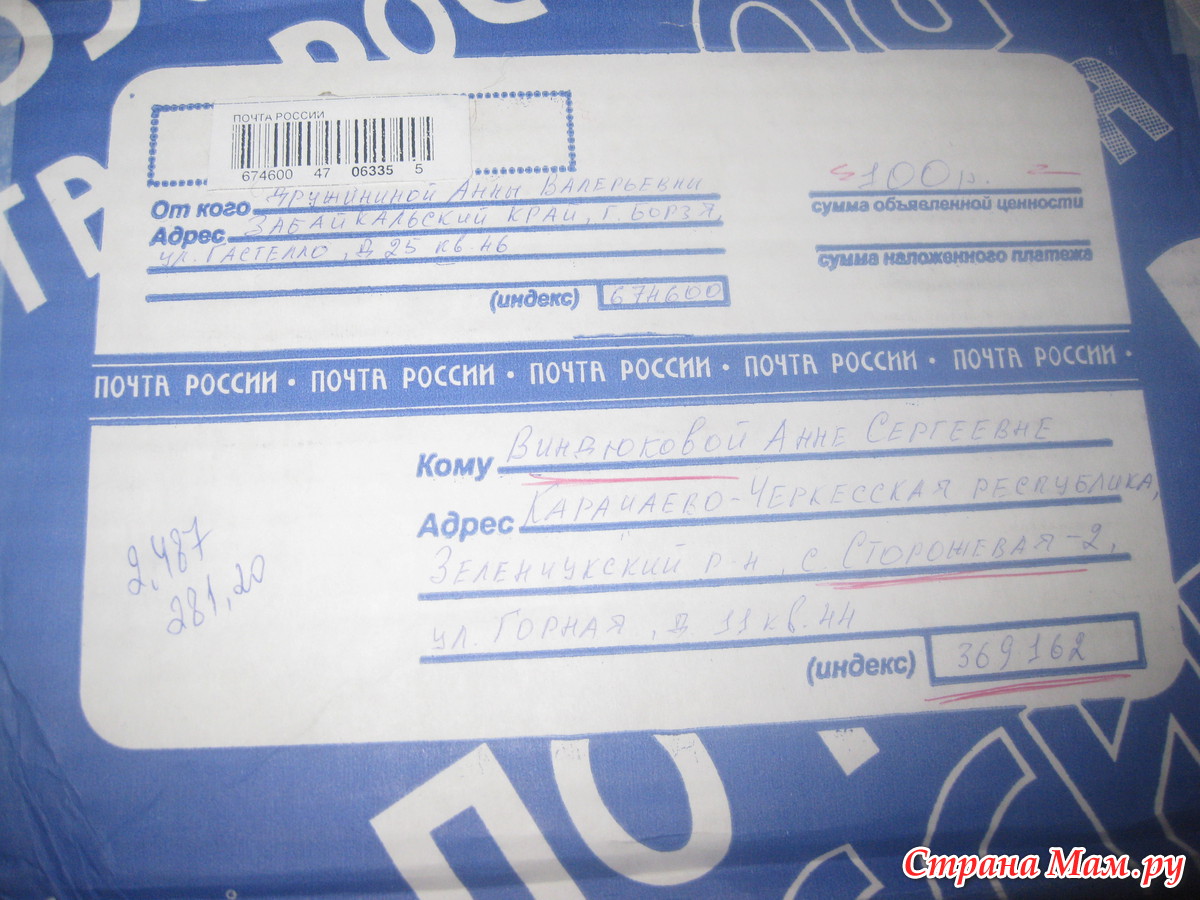 ПОЧТА РОССИИ
674600 47 06335 5
От кого Дружининой Анны Валерьевны
Адрес Забайкальский край, г. Борзя,
ул. Гастелло, д 25 кв. 46
(индекс) 674600
100 р.
сумма объявленной ценности
сумма наложенного платежа
ПОЧТА РОССИИ • ПОЧТА РОССИИ • ПОЧТА РОССИИ • ПОЧТА РОССИИ • ПОЧТА РОССИИ •
Кому Виндюковой Анне Сергеевне
Адрес Карачаево-Черкесская республика,
Зеленчукский р-н, с. Сторожевая-2,
ул. Горная, д. 11 кв. 44
(индекс) 369162
2,487
281,20
Страна Мам.ру